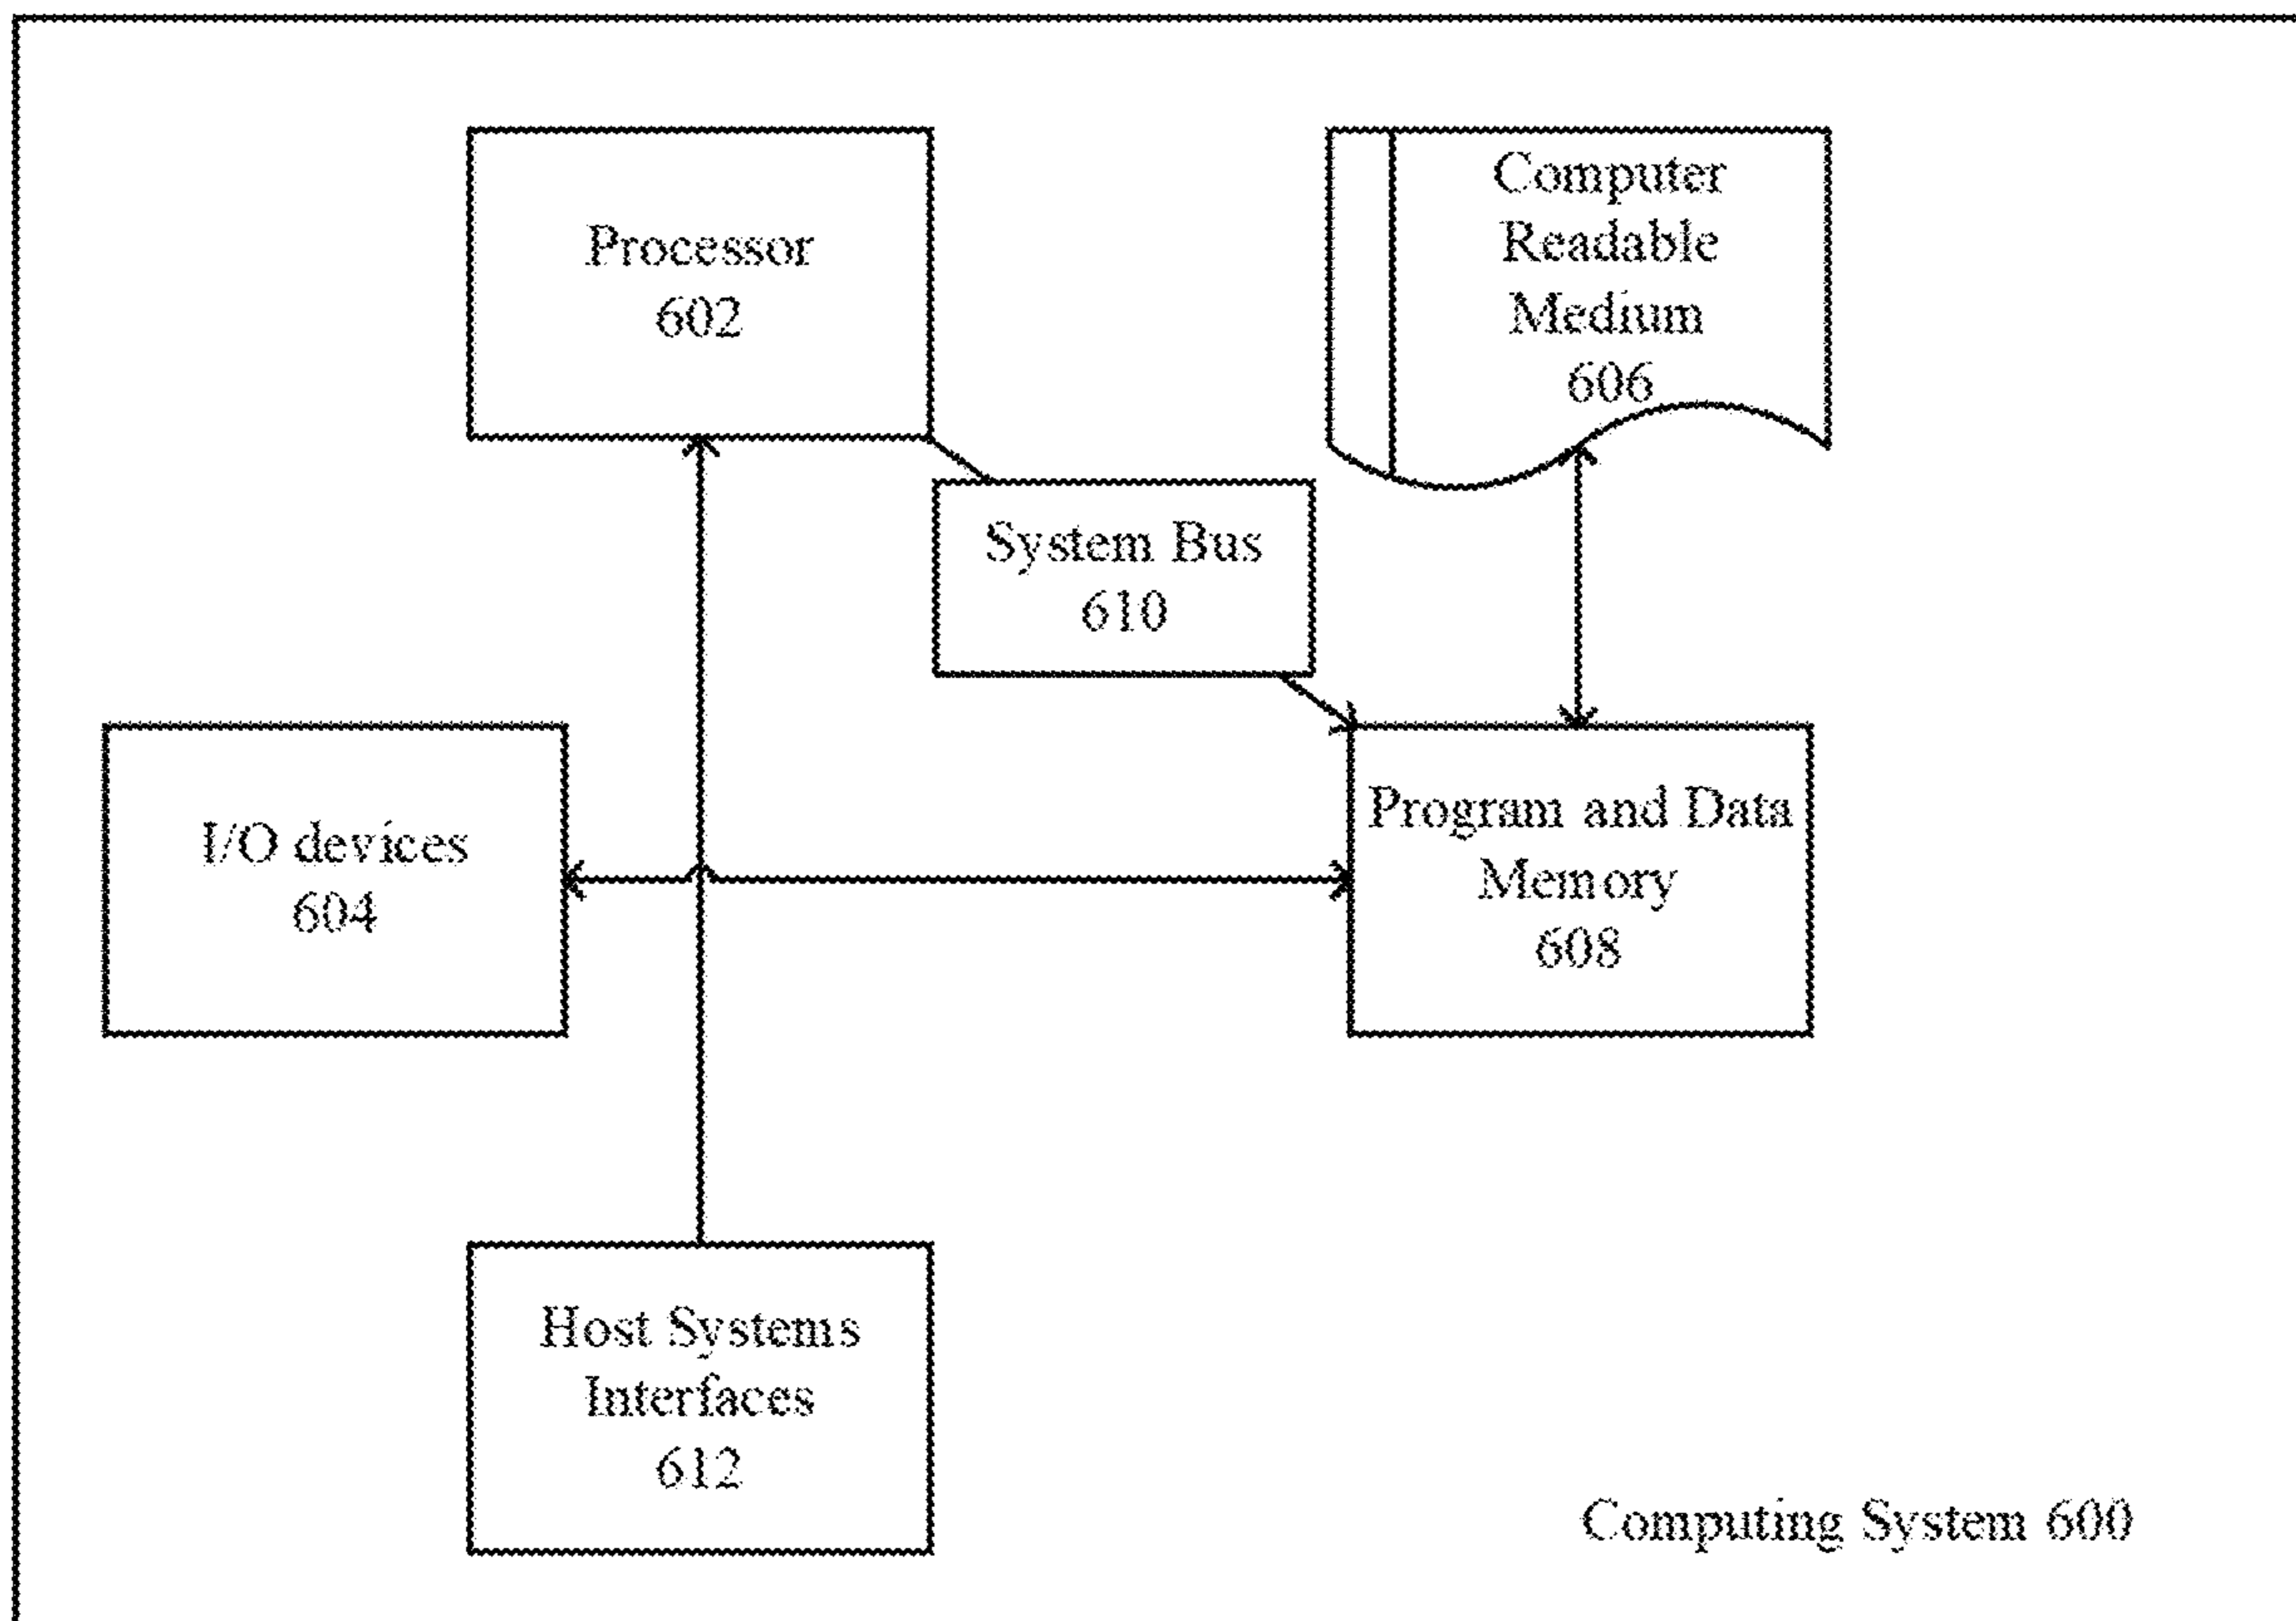 Processor
602
Computer
Readable
Medium
606
System Bus
610
I/O devices
604
Program and Data
Memory
608
Host Systems
Interfaces
612
Computing System 600